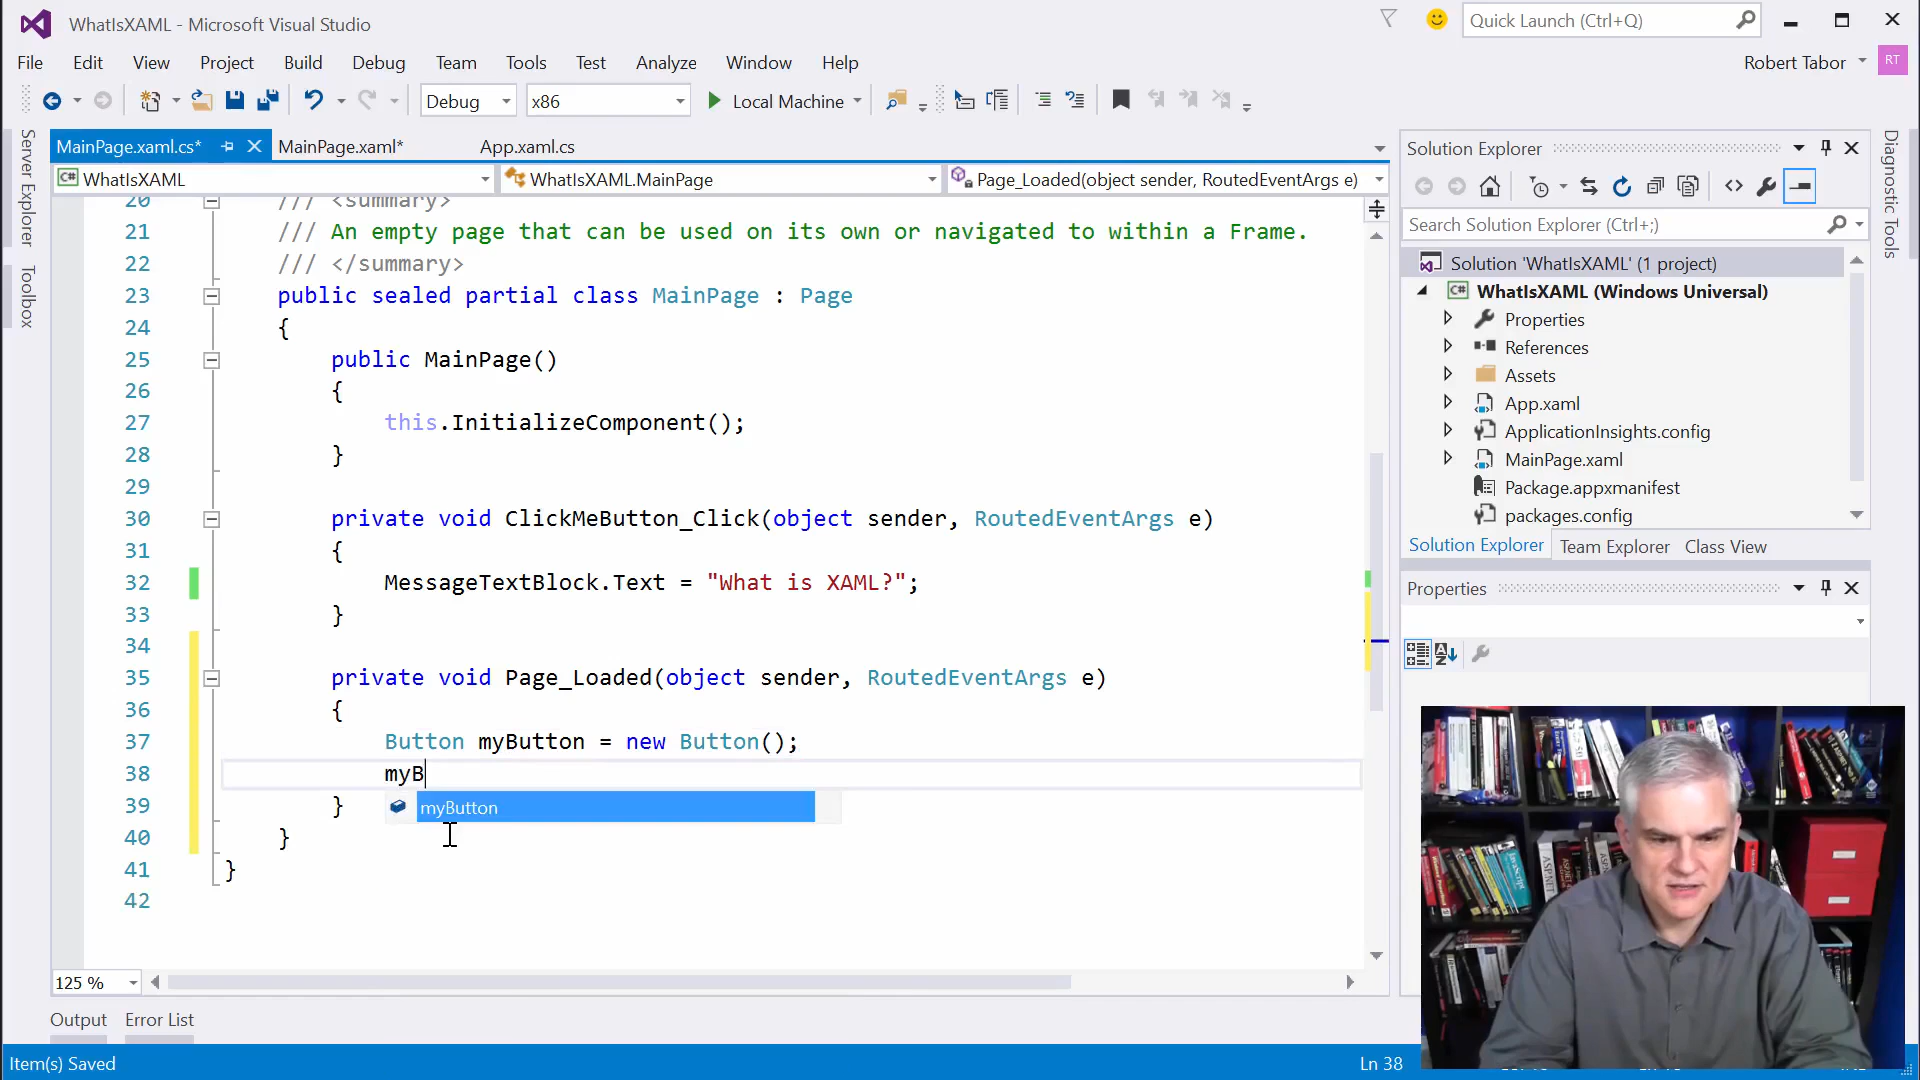 WhatIsXAML - Microsoft Visual Studio
Quick Launch (Ctrl+Q)
File Edit View Project Build Debug Team Tools Test Analyze Window Help
Robert Tabor RT
Debug x86 Local Machine
Server Explorer
Toolbox
MainPage.xaml.cs* MainPage.xaml* App.xaml.cs
C# WhatIsXAML WhatIsXAML.MainPage Page_Loaded(object sender, RoutedEventArgs e)
20 /// <summary>
21 /// An empty page that can be used on its own or navigated to within a Frame.
22 /// </summary>
23 public sealed partial class MainPage : Page
24 {
25 public MainPage()
26 {
27 this.InitializeComponent();
28 }
29
30 private void ClickMeButton_Click(object sender, RoutedEventArgs e)
31 {
32 MessageTextBlock.Text = "What is XAML?";
33 }
34
35 private void Page_Loaded(object sender, RoutedEventArgs e)
36 {
37 Button myButton = new Button();
38 myB
39 }
myButton
40 }
41 }
42
125 %
Output Error List
Item(s) Saved
Ln 38
Solution Explorer
Search Solution Explorer (Ctrl+;)
Solution 'WhatIsXAML' (1 project)
C# WhatIsXAML (Windows Universal)
Properties
References
Assets
App.xaml
ApplicationInsights.config
MainPage.xaml
Package.appxmanifest
packages.config
Solution Explorer Team Explorer Class View
Properties
Diagnostic Tools